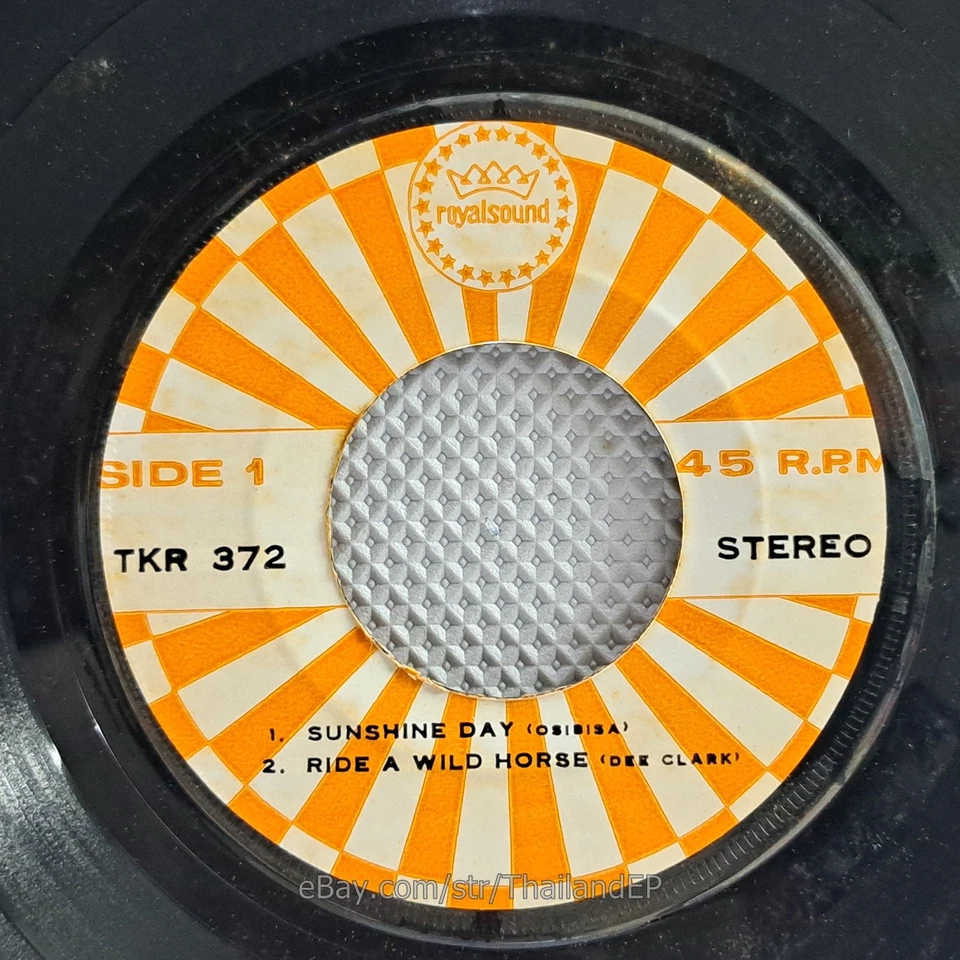 royalsound
SIDE 1
45 R.P.M
TKR 372
STEREO
1. SUNSHINE DAY (OSIBISA)
2. RIDE A WILD HORSE (DEE CLARK)
eBay.com/str/ThailandEP